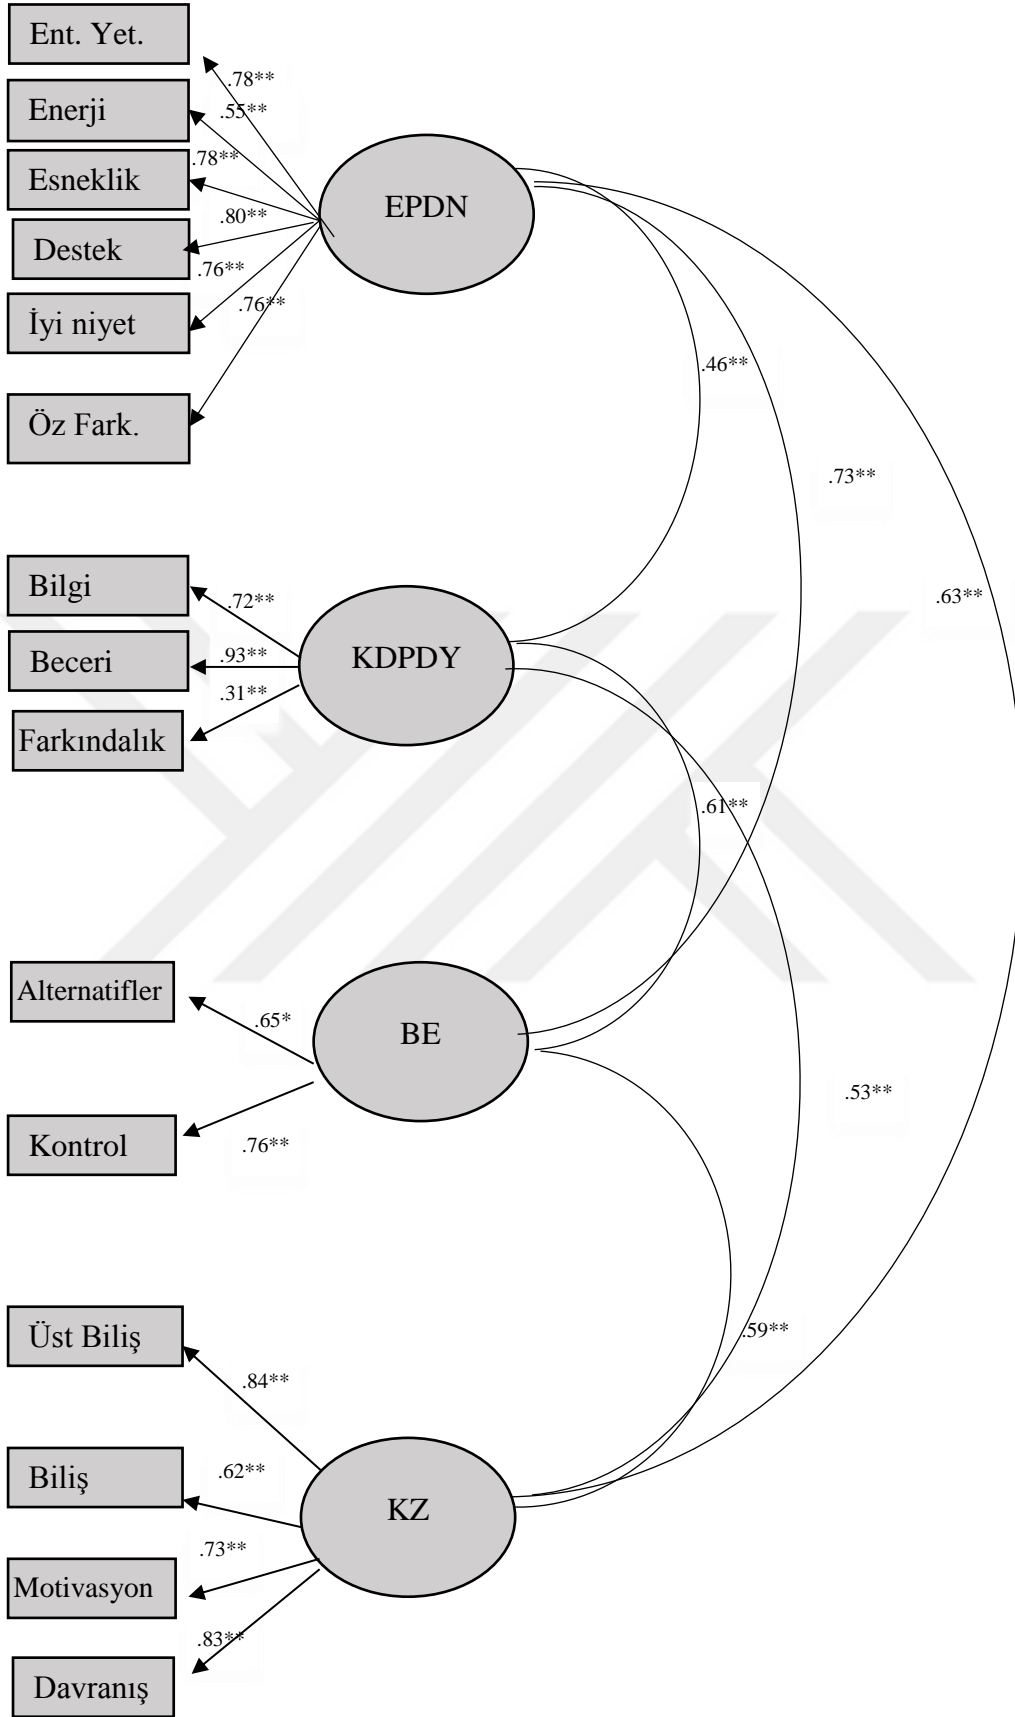 Ent. Yet.
.78**
Enerji
.55**
.78**
Esneklik
EPDN
.80**
Destek
.76**
.76**
İyi niyet
.46**
Öz Fark.
.73**
Bilgi
.72**
.63**
Beceri
.93**
KDPDY
.31**
Farkındalık
.61**
Alternatifler
.65*
BE
.53**
Kontrol
.76**
Üst Biliş
.59**
.84**
Biliş
.62**
KZ
.73**
Motivasyon
.83**
Davranış